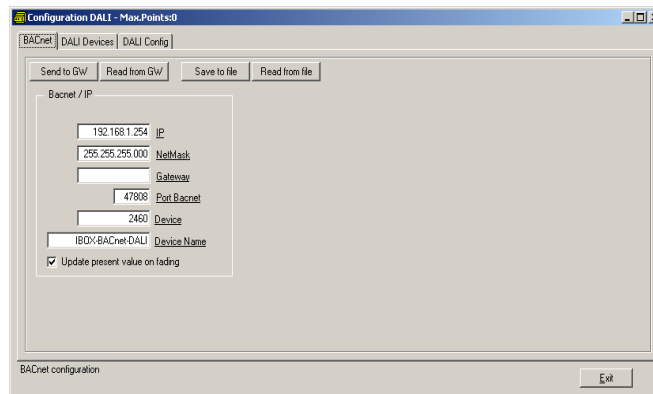 Configuration DALI - Max.Points:0
BACnet DALI Devices DALI Config
Send to GW Read from GW Save to file Read from file
Bacnet / IP
192.168.1.254 IP
255.255.255.000 NetMask
Gateway
47808 Port Bacnet
2460 Device
IBOX-BACnet-DALI Device Name
Update present value on fading
BACnet configuration
Exit